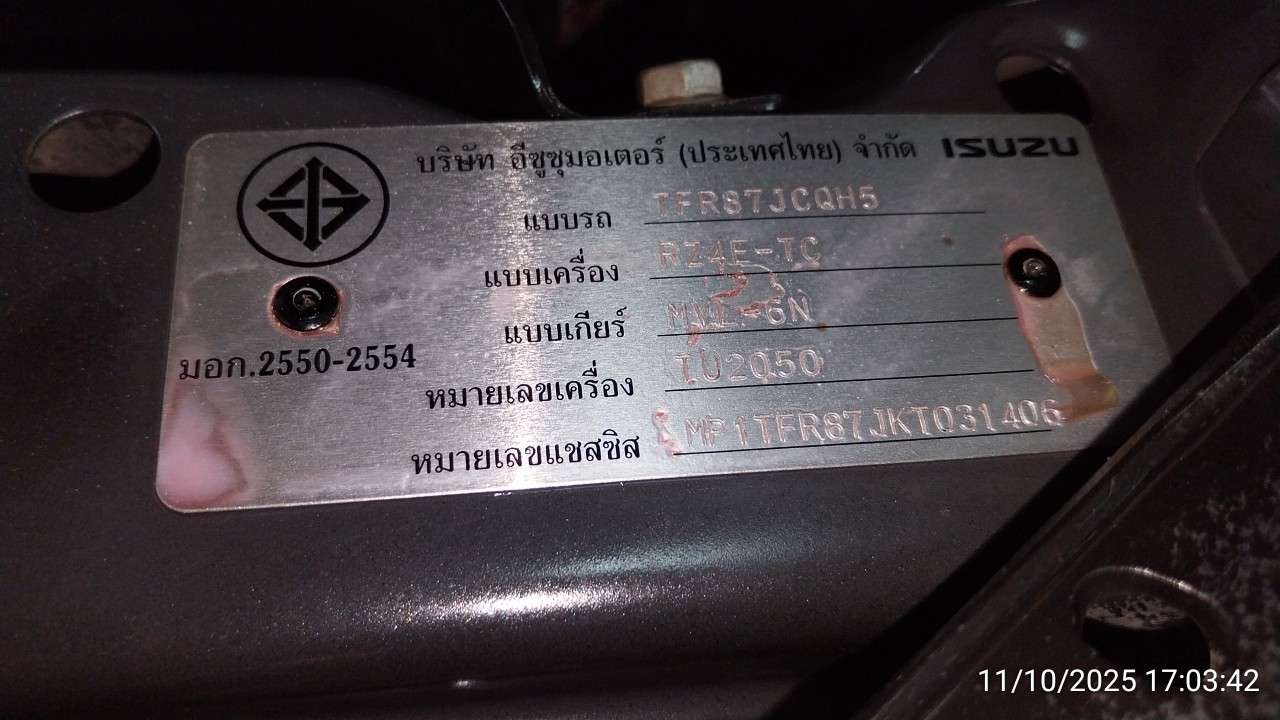 บริษัท อีซูซุมอเตอร์ (ประเทศไทย) จำกัด ISUZU
แบบรถ TFR87JCQH5
แบบเครื่อง RZ4E-TC
แบบเกียร์
มอก.2550-2554
หมายเลขเครื่อง
หมายเลขแชสซิส MP1TFR87JKT031406
11/10/2025 17:03:42